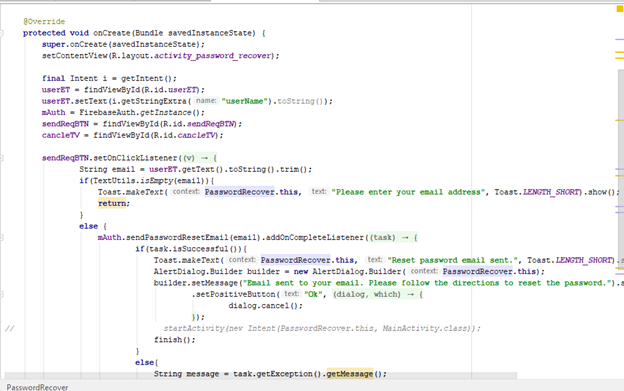 @Override
protected void onCreate(Bundle savedInstanceState) {
super.onCreate(savedInstanceState);
setContentView(R.layout.activity_password_recover);
final Intent i = getIntent();
userET = findViewById(R.id.userET);
userET.setText(i.getStringExtra( name: "userName").toString());
mAuth = FirebaseAuth.getInstance();
sendReqBTN = findViewById(R.id.sendReqBTN);
cancleTV = findViewById(R.id.cancleTV);
sendReqBTN.setOnClickListener((v) → {
String email = userET.getText().toString().trim();
if(TextUtils.isEmpty(email)){
Toast.makeText( context: PasswordRecover.this, text: "Please enter your email address", Toast.LENGTH_SHORT).show();
return;
}
else {
mAuth.sendPasswordResetEmail(email).addOnCompleteListener((task) → {
if(task.isSuccessful()){
Toast.makeText( context: PasswordRecover.this, text: "Reset password email sent.", Toast.LENGTH_SHORT).s
AlertDialog.Builder builder = new AlertDialog.Builder( context: PasswordRecover.this);
builder.setMessage("Email sent to your email. Please follow the directions to reset the password.").s
.setPositiveButton( text: "Ok", (dialog, which) → {
dialog.cancel();
});
// startActivity(new Intent(PasswordRecover.this, MainActivity.class));
finish();
}
else{
String message = task.getException().getMessage();
PasswordRecover